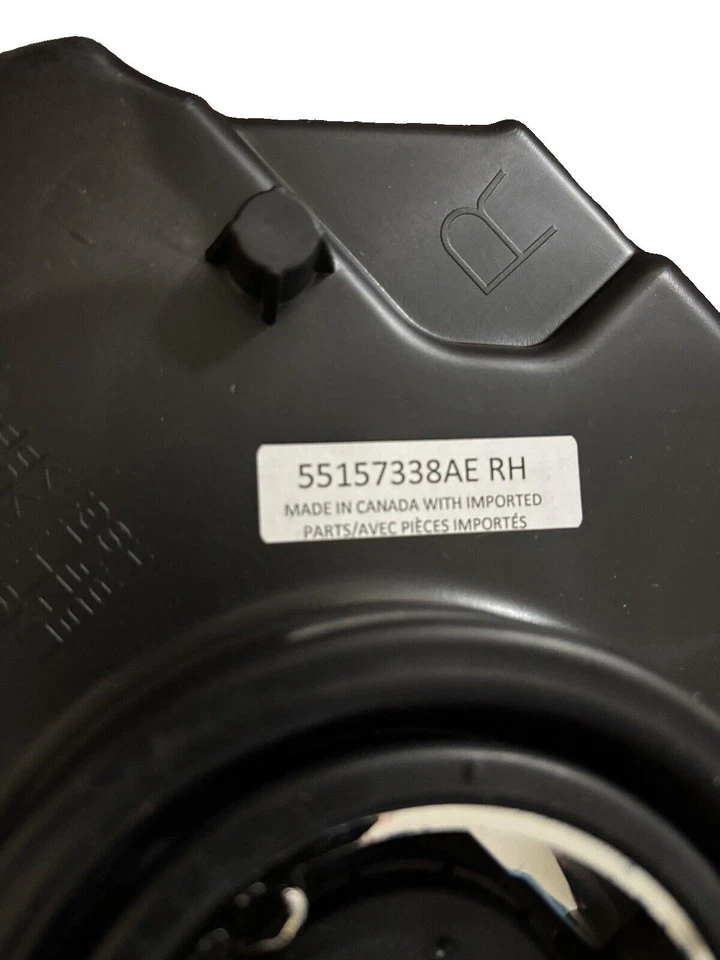 R
55157338AE RH
MADE IN CANADA WITH IMPORTED
PARTS/AVEC PIÈCES IMPORTÉS